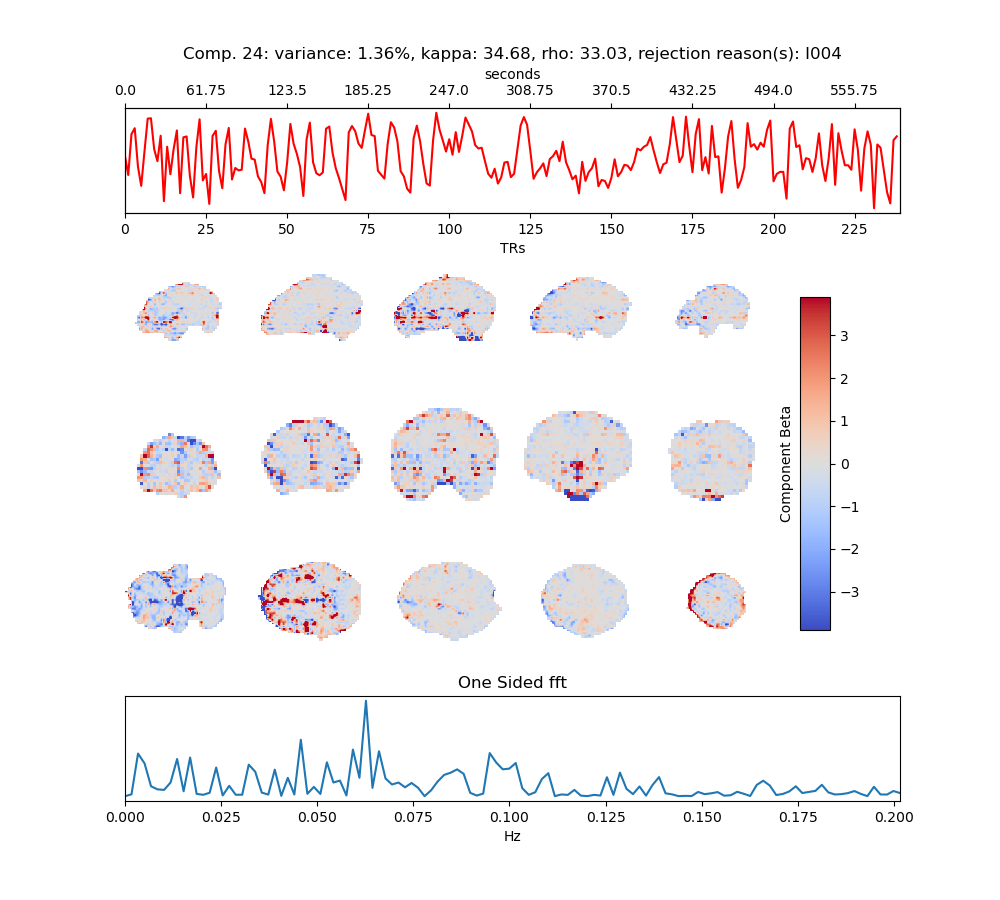 Comp. 24: variance: 1.36%, kappa: 34.68, rho: 33.03, rejection reason(s): I004
seconds
0.0 61.75 123.5 185.25 247.0 308.75 370.5 432.25 494.0 555.75
0 25 50 75 100 125 150 175 200 225
TRs
3
2
1
0
−1
−2
−3
Component Beta
One Sided fft
0.000 0.025 0.050 0.075 0.100 0.125 0.150 0.175 0.200
Hz